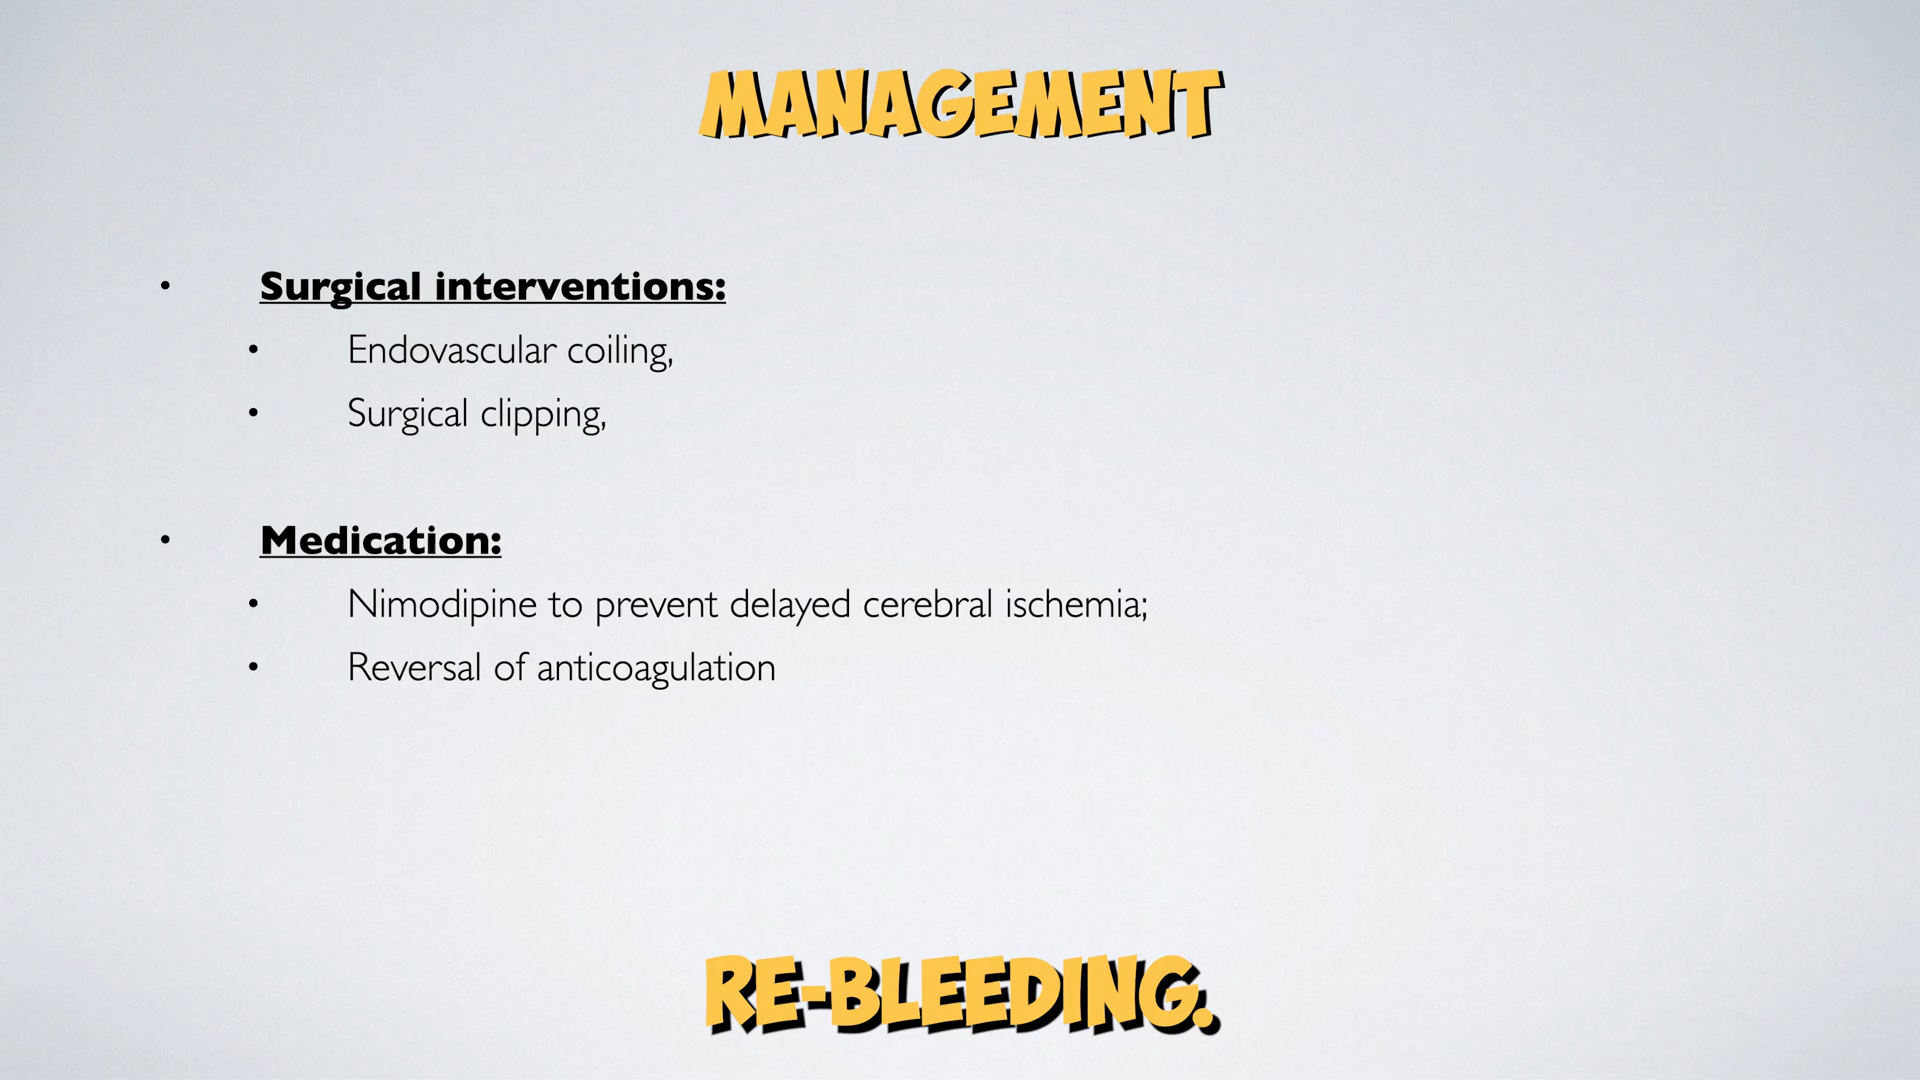 MANAGEMENT
• Surgical interventions:
• Endovascular coiling,
• Surgical clipping,
• Medication:
• Nimodipine to prevent delayed cerebral ischemia;
• Reversal of anticoagulation
RE-BLEEDING.